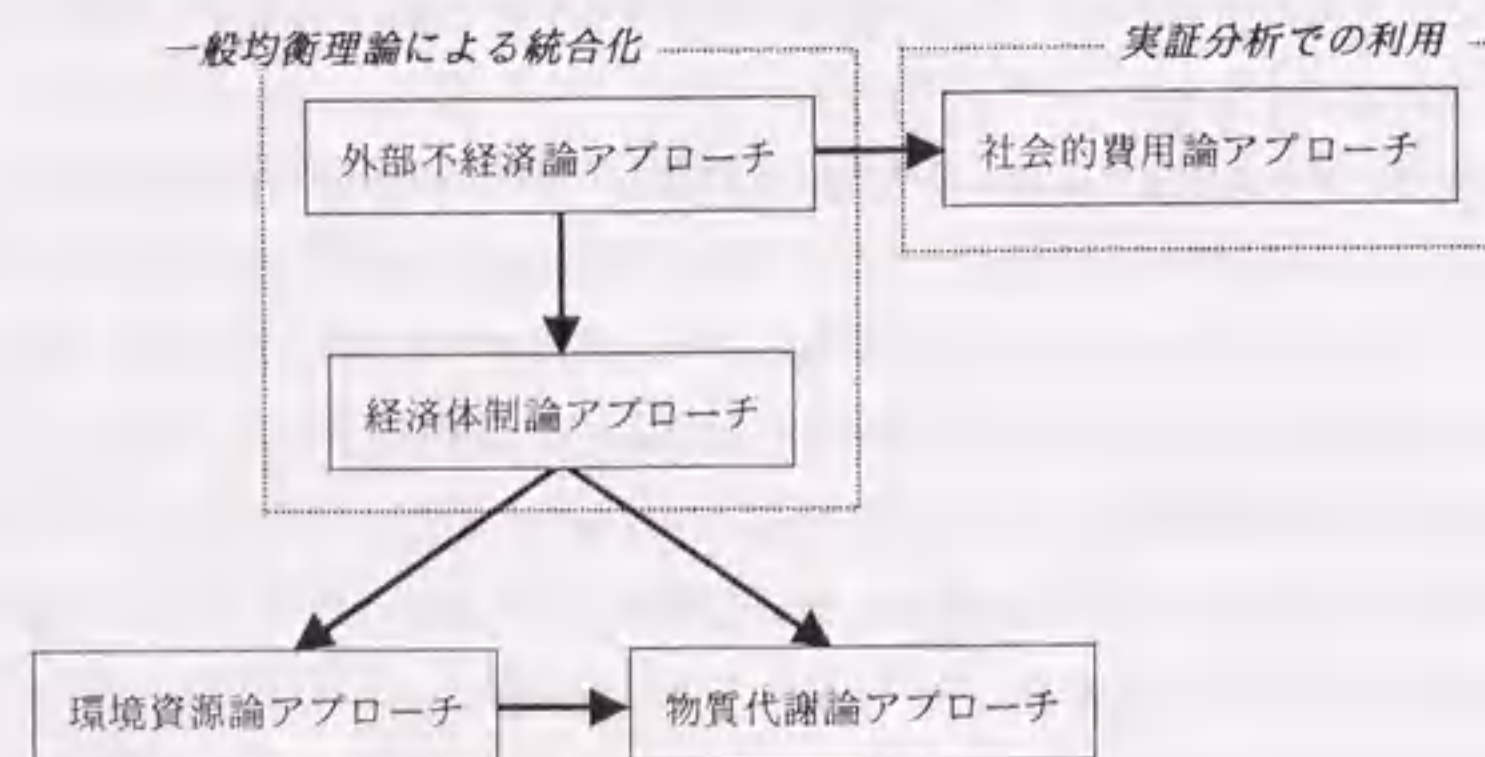 一般均衡理論による統合化
実証分析での利用
外部不経済論アプローチ
社会的費用論アプローチ
経済体制論アプローチ
環境資源論アプローチ
物質代謝論アプローチ